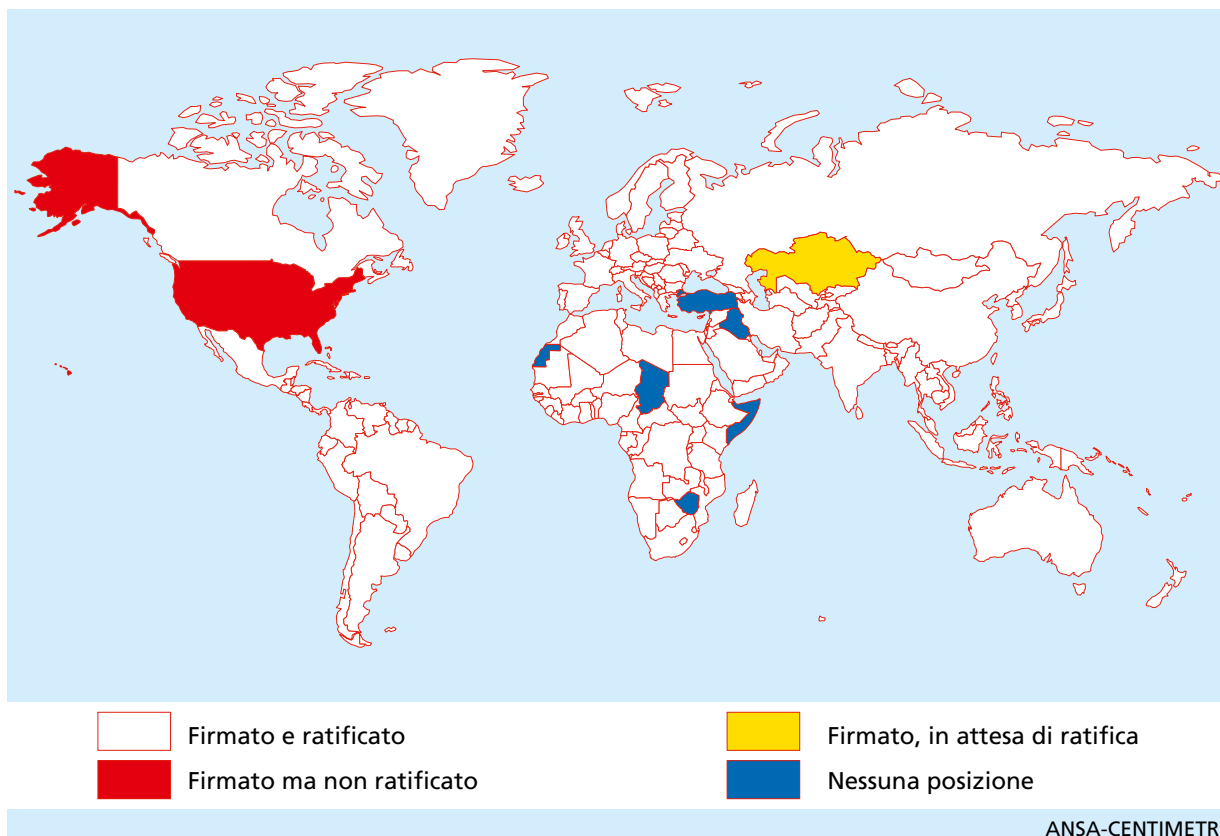 Firmato e ratificato
Firmato, in attesa di ratifica
Firmato ma non ratificato
Nessuna posizione
ANSA-CENTIMETR